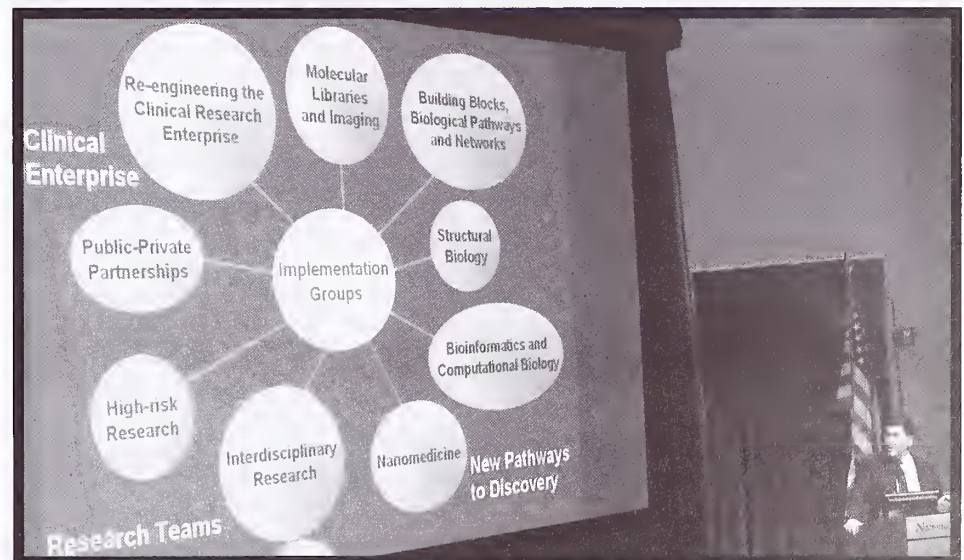 Re-engineering the
Clinical Research
Enterprise
Molecular
Libraries
and Imaging
Building Blocks,
Biological Pathways
and Networks
Clinical
Enterprise
Public-Private
Partnerships
Implementation
Groups
Structural
Biology
Bioinformatics and
Computational Biology
High-risk
Research
Interdisciplinary
Research
Nanomedicine
New Pathways
to Discovery
Research Teams